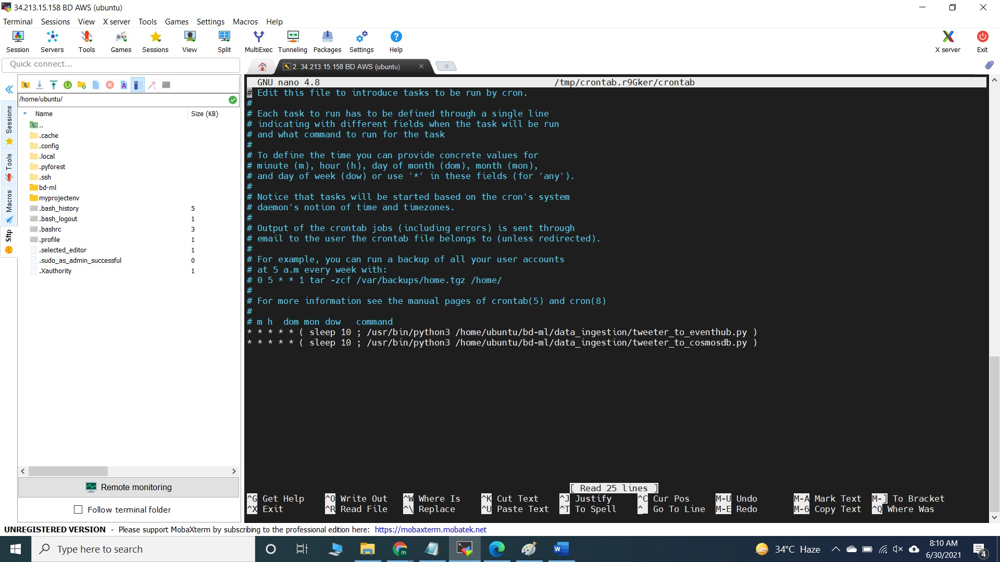 34.213.15.158 BD AWS (ubuntu)
Terminal Sessions View X server Tools Games Settings Macros Help
Session Servers Tools Games Sessions View Split MultiExec Tunneling Packages Settings Help X server Exit
Quick connect...
2. 34.213.15.158 BD AWS (ubuntu)
/home/ubuntu/
Name Size (KB)
..
.cache
.config
.local
.pyforest
.ssh
bd-ml
myprojectenv
.bash_history 5
.bash_logout 1
.bashrc 3
.profile 1
.selected_editor 1
.sudo_as_admin_successful 0
.Xauthority 1
Sessions
Tools
Macros
Sftp
Remote monitoring
Follow terminal folder
GNU nano 4.8 /tmp/crontab.r9Gker/crontab
# Edit this file to introduce tasks to be run by cron.
#
# Each task to run has to be defined through a single line
# indicating with different fields when the task will be run
# and what command to run for the task
#
# To define the time you can provide concrete values for
# minute (m), hour (h), day of month (dom), month (mon),
# and day of week (dow) or use '*' in these fields (for 'any').
#
# Notice that tasks will be started based on the cron's system
# daemon's notion of time and timezones.
#
# Output of the crontab jobs (including errors) is sent through
# email to the user the crontab file belongs to (unless redirected).
#
# For example, you can run a backup of all your user accounts
# at 5 a.m every week with:
# 0 5 * * 1 tar -zcf /var/backups/home.tgz /home/
#
# For more information see the manual pages of crontab(5) and cron(8)
#
# m h  dom mon dow   command
* * * * * ( sleep 10 ; /usr/bin/python3 /home/ubuntu/bd-ml/data_ingestion/tweeter_to_eventhub.py )
* * * * * ( sleep 10 ; /usr/bin/python3 /home/ubuntu/bd-ml/data_ingestion/tweeter_to_cosmosdb.py )
[ Read 25 lines ]
^G Get Help ^O Write Out ^W Where Is ^K Cut Text ^J Justify ^C Cur Pos M-U Undo M-A Mark Text M-] To Bracket
^X Exit ^R Read File ^\ Replace ^U Paste Text ^T To Spell ^_ Go To Line M-E Redo M-6 Copy Text ^Q Where Was
UNREGISTERED VERSION - Please support MobaXterm by subscribing to the professional edition here: https://mobaxterm.mobatek.net
Type here to search
34°C Haze
8:10 AM
6/30/2021
4